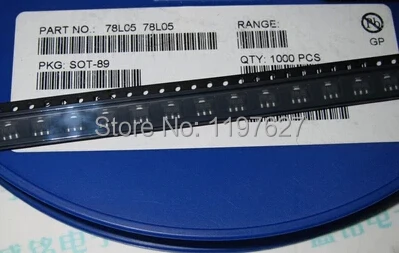 PART NO.: 78L05 78L05
RANGE:
GP
PKG: SOT-89
QTY: 1000 PCS
Store No: 1197627